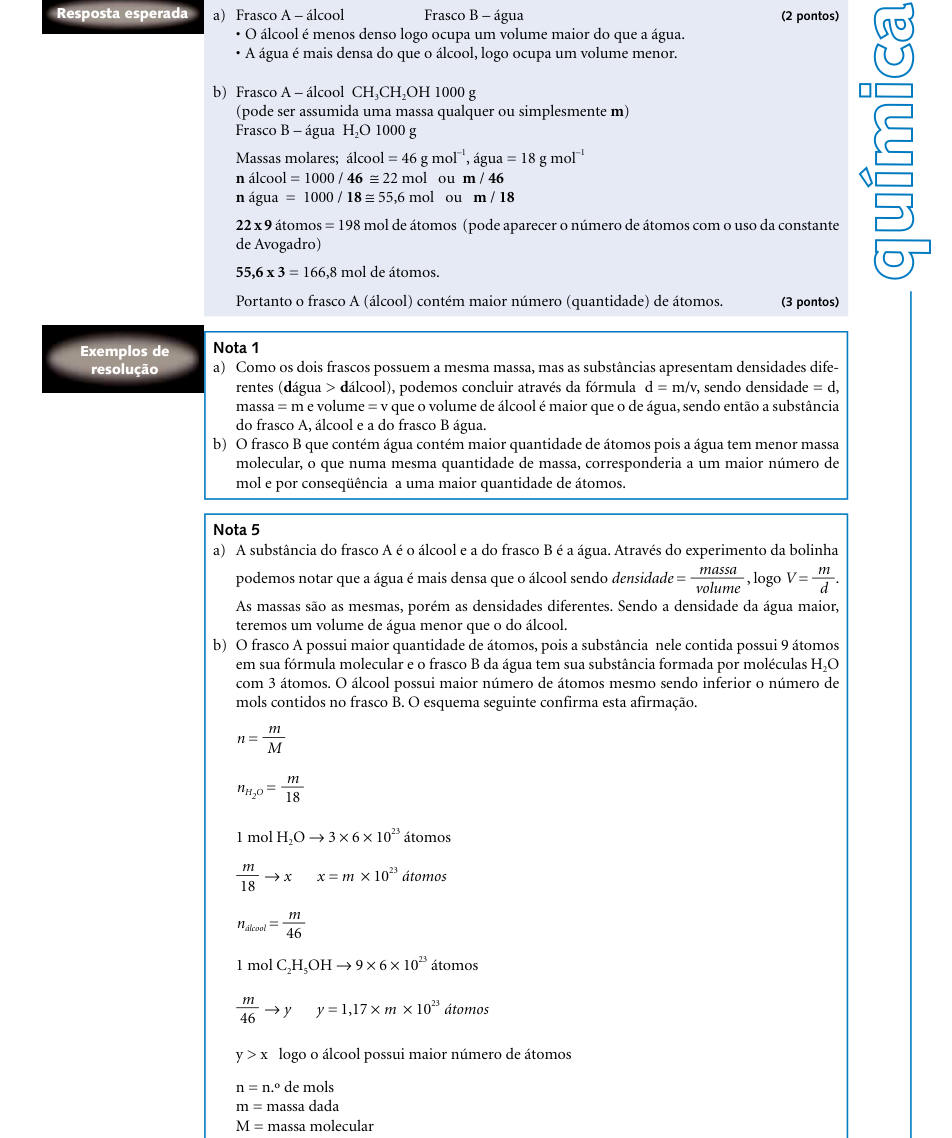 Resposta esperada
a) Frasco A – álcool Frasco B – água (2 pontos)
• O álcool é menos denso logo ocupa um volume maior do que a água.
• A água é mais densa do que o álcool, logo ocupa um volume menor.
b) Frasco A – álcool CH₃CH₂OH 1000 g
(pode ser assumida uma massa qualquer ou simplesmente m)
Frasco B – água H₂O 1000 g
Massas molares; álcool = 46 g mol⁻¹, água = 18 g mol⁻¹
n álcool = 1000 / 46 ≅ 22 mol ou m / 46
n água = 1000 / 18 ≅ 55,6 mol ou m / 18
22 x 9 átomos = 198 mol de átomos (pode aparecer o número de átomos com o uso da constante
de Avogadro)
55,6 x 3 = 166,8 mol de átomos.
Portanto o frasco A (álcool) contém maior número (quantidade) de átomos. (3 pontos)
química
Exemplos de
resolução
Nota 1
a) Como os dois frascos possuem a mesma massa, mas as substâncias apresentam densidades dife-
rentes (dágua > dálcool), podemos concluir através da fórmula d = m/v, sendo densidade = d,
massa = m e volume = v que o volume de álcool é maior que o de água, sendo então a substância
do frasco A, álcool e a do frasco B água.
b) O frasco B que contém água contém maior quantidade de átomos pois a água tem menor massa
molecular, o que numa mesma quantidade de massa, corresponderia a um maior número de
mol e por conseqüência a uma maior quantidade de átomos.
Nota 5
a) A substância do frasco A é o álcool e a do frasco B é a água. Através do experimento da bolinha
podemos notar que a água é mais densa que o álcool sendo densidade = massa/volume, logo V = m/d.
As massas são as mesmas, porém as densidades diferentes. Sendo a densidade da água maior,
teremos um volume de água menor que o do álcool.
b) O frasco A possui maior quantidade de átomos, pois a substância nele contida possui 9 átomos
em sua fórmula molecular e o frasco B da água tem sua substância formada por moléculas H₂O
com 3 átomos. O álcool possui maior número de átomos mesmo sendo inferior o número de
mols contidos no frasco B. O esquema seguinte confirma esta afirmação.
n = m/M
n_H₂O = m/18
1 mol H₂O → 3 × 6 × 10²³ átomos
m/18 → x x = m × 10²³ átomos
n_álcool = m/46
1 mol C₂H₅OH → 9 × 6 × 10²³ átomos
m/46 → y y = 1,17 × m × 10²³ átomos
y > x logo o álcool possui maior número de átomos
n = n.º de mols
m = massa dada
M = massa molecular